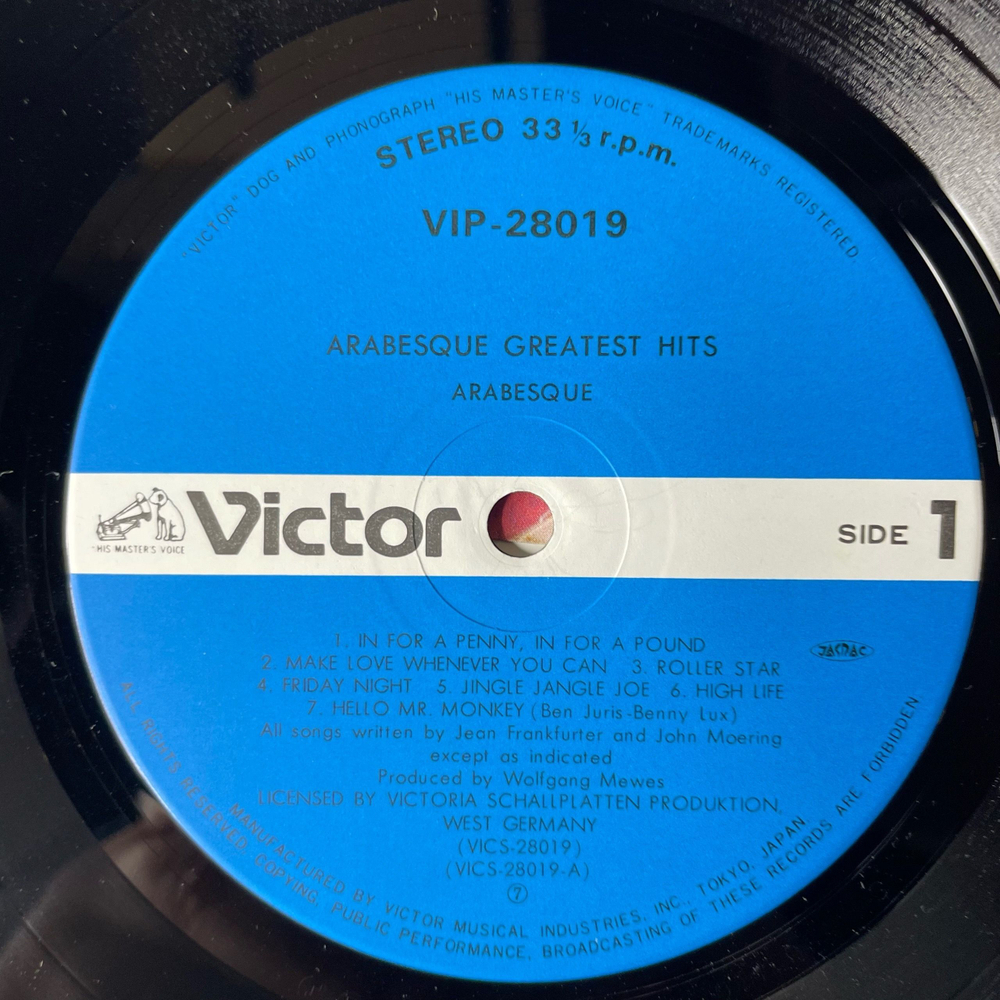 "VICTOR" DOG AND PHONOGRAPH "HIS MASTER'S VOICE" TRADEMARKS REGISTERED
STEREO 33 ⅓ r.p.m.
VIP-28019
ARABESQUE GREATEST HITS
ARABESQUE
"HIS MASTER'S VOICE
Victor
SIDE 1
1. IN FOR A PENNY, IN FOR A POUND
2. MAKE LOVE WHENEVER YOU CAN 3. ROLLER STAR
JASRAC
4. FRIDAY NIGHT 5. JINGLE JANGLE JOE 6. HIGH LIFE
7. HELLO MR. MONKEY (Ben Juris-Benny Lux)
All songs written by Jean Frankfurter and John Moering
except as indicated
Produced by Wolfgang Mewes
LICENSED BY VICTORIA SCHALLPLATTEN PRODUKTION,
WEST GERMANY
(VICS-28019)
(VICS-28019-A)
⑦
MANUFACTURED BY VICTOR MUSICAL INDUSTRIES, INC., TOKYO, JAPAN.
ALL RIGHTS RESERVED. COPYING, PUBLIC PERFORMANCE, BROADCASTING OF THESE RECORDS ARE FORBIDDEN